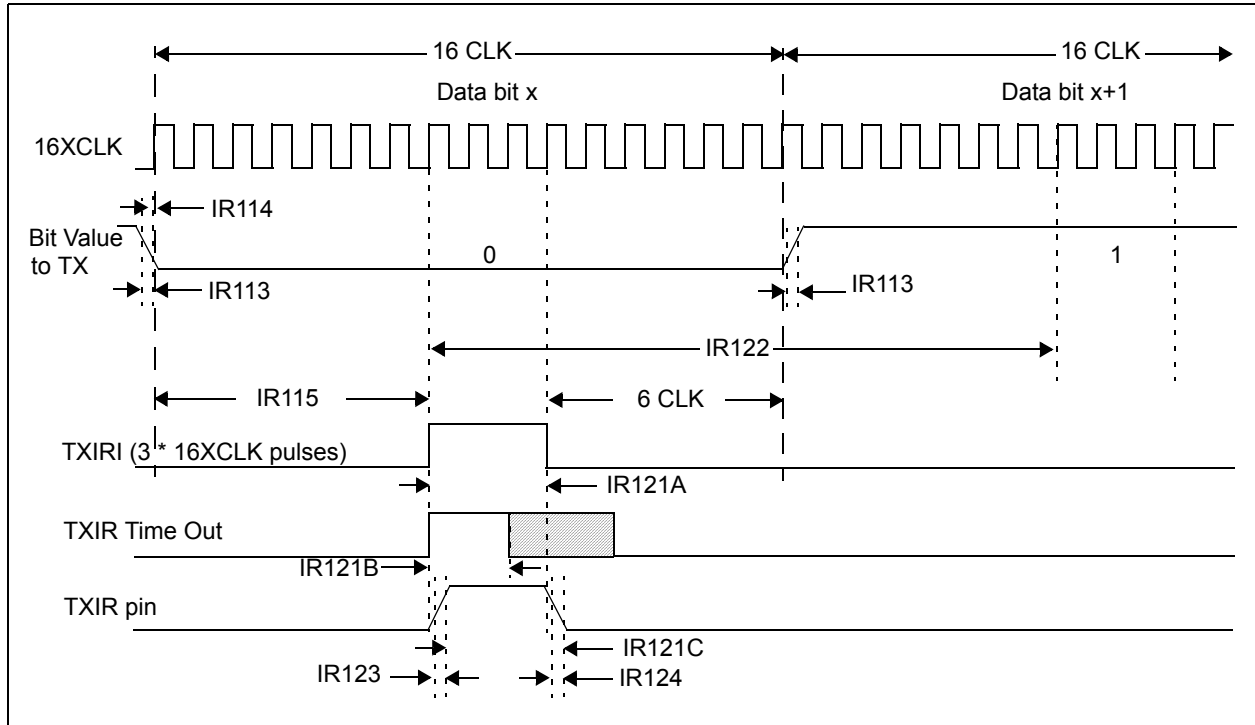 16 CLK
16 CLK
Data bit x
Data bit x+1
16XCLK
IR114
Bit Value
to TX
0
1
IR113
IR113
IR122
IR115
6 CLK
TXIRI (3 * 16XCLK pulses)
IR121A
TXIR Time Out
IR121B
TXIR pin
IR121C
IR123
IR124